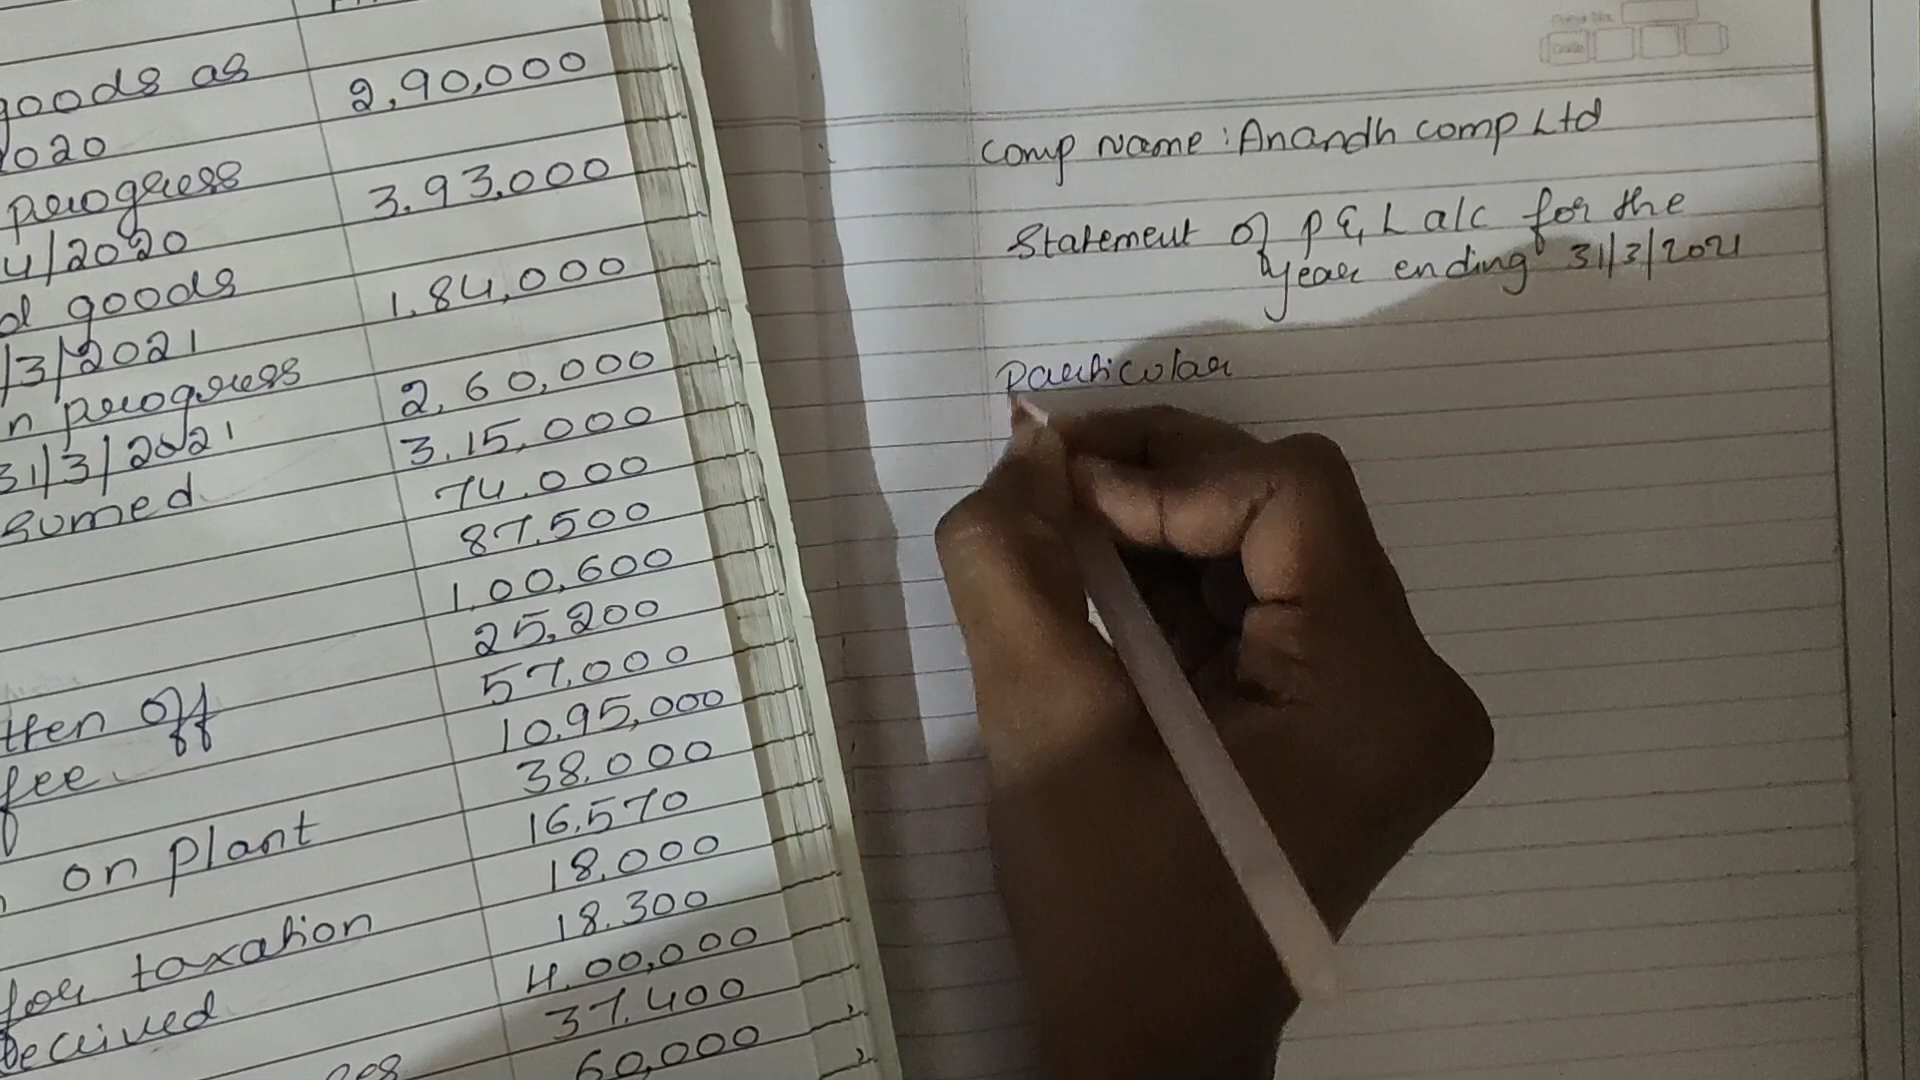 goods as
2,90,000
2020
progress
3,93,000
4/2020
d goods
1,84,000
/3/2021
n progress
2,60,000
31/3/2021
3,15,000
sumed
74,000
87,500
1,00,600
25,200
tten off
57,000
fee
10,95,000
38,000
on plant
16,570
18,000
for taxation
18,300
eceived
4,00,000
37,400
60,000
Comp Name : Anandh comp Ltd
Statement of P & L a/c for the
year ending 31/3/2021
Particular